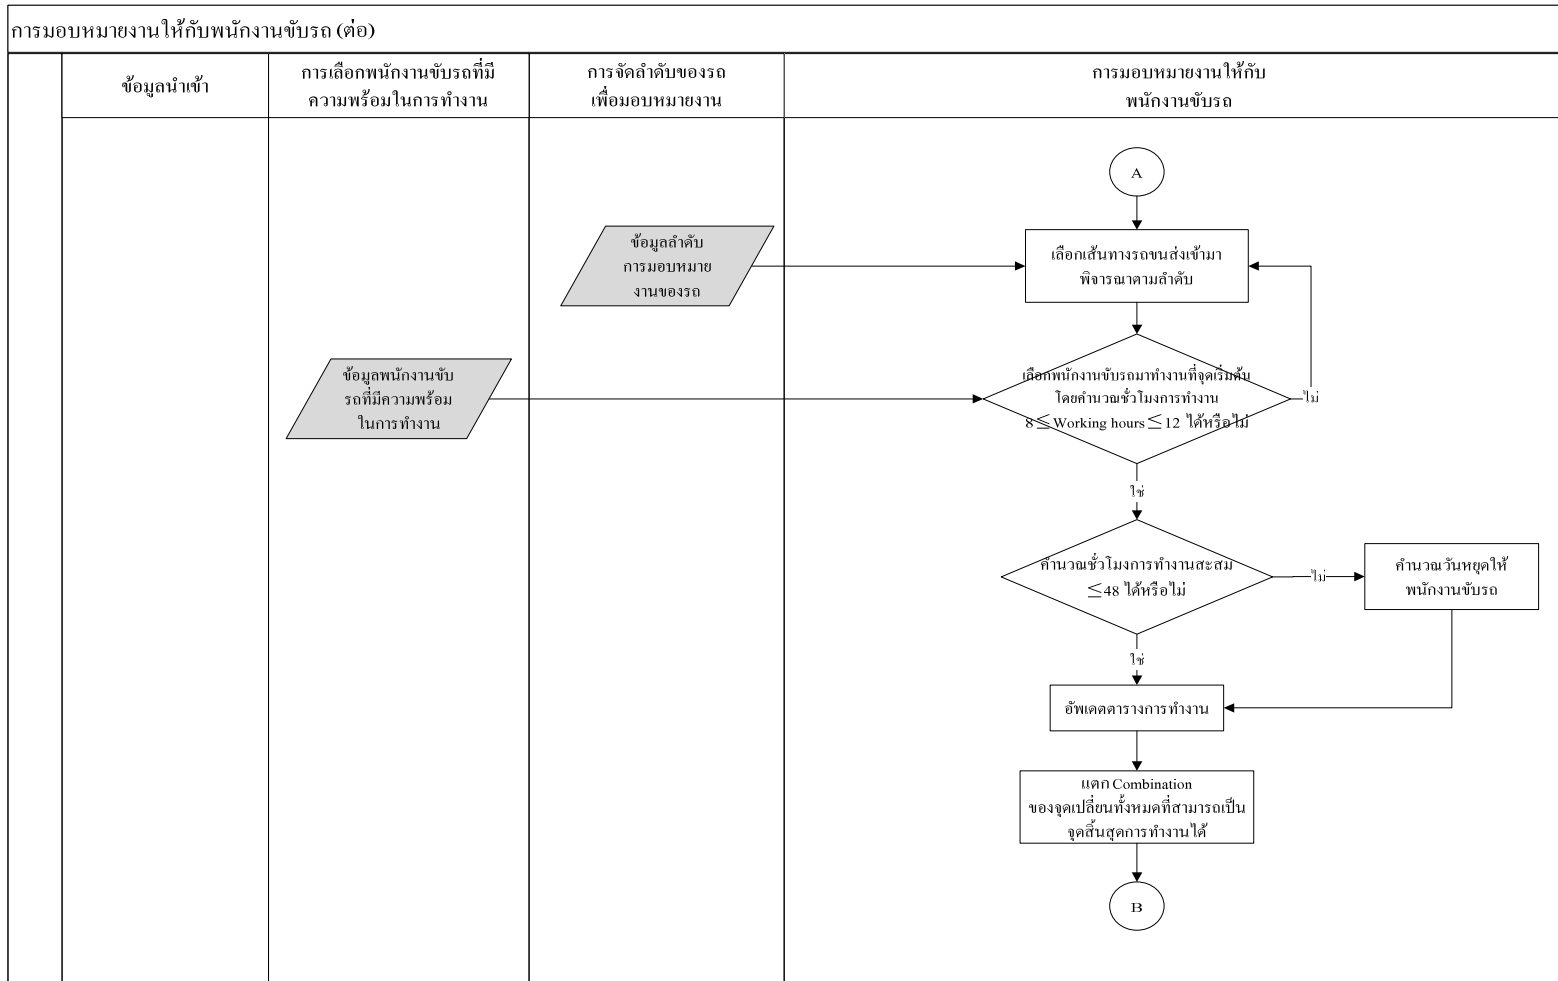 การมอบหมายงานให้กับพนักงานขับรถ (ต่อ)
ข้อมูลนำเข้า
การเลือกพนักงานขับรถที่มี
ความพร้อมในการทำงาน
การจัดลำดับของรถ
เพื่อมอบหมายงาน
การมอบหมายงานให้กับ
พนักงานขับรถ
A
ข้อมูลลำดับ
การมอบหมาย
งานของรถ
เลือกเส้นทางรถขนส่งเข้ามา
พิจารณาตามลำดับ
ข้อมูลพนักงานขับ
รถที่มีความพร้อม
ในการทำงาน
เลือกพนักงานขับรถมาทำงานที่จุดเริ่มต้น
โดยคำนวณชั่วโมงการทำงาน
8 ≤ Working hours ≤ 12 ได้หรือไม่
ไม่
ใช่
คำนวณชั่วโมงการทำงานสะสม
≤ 48 ได้หรือไม่
ไม่
คำนวณวันหยุดให้
พนักงานขับรถ
ใช่
อัพเดตตารางการทำงาน
แตก Combination
ของจุดเปลี่ยนทั้งหมดที่สามารถเป็น
จุดสิ้นสุดการทำงานได้
B